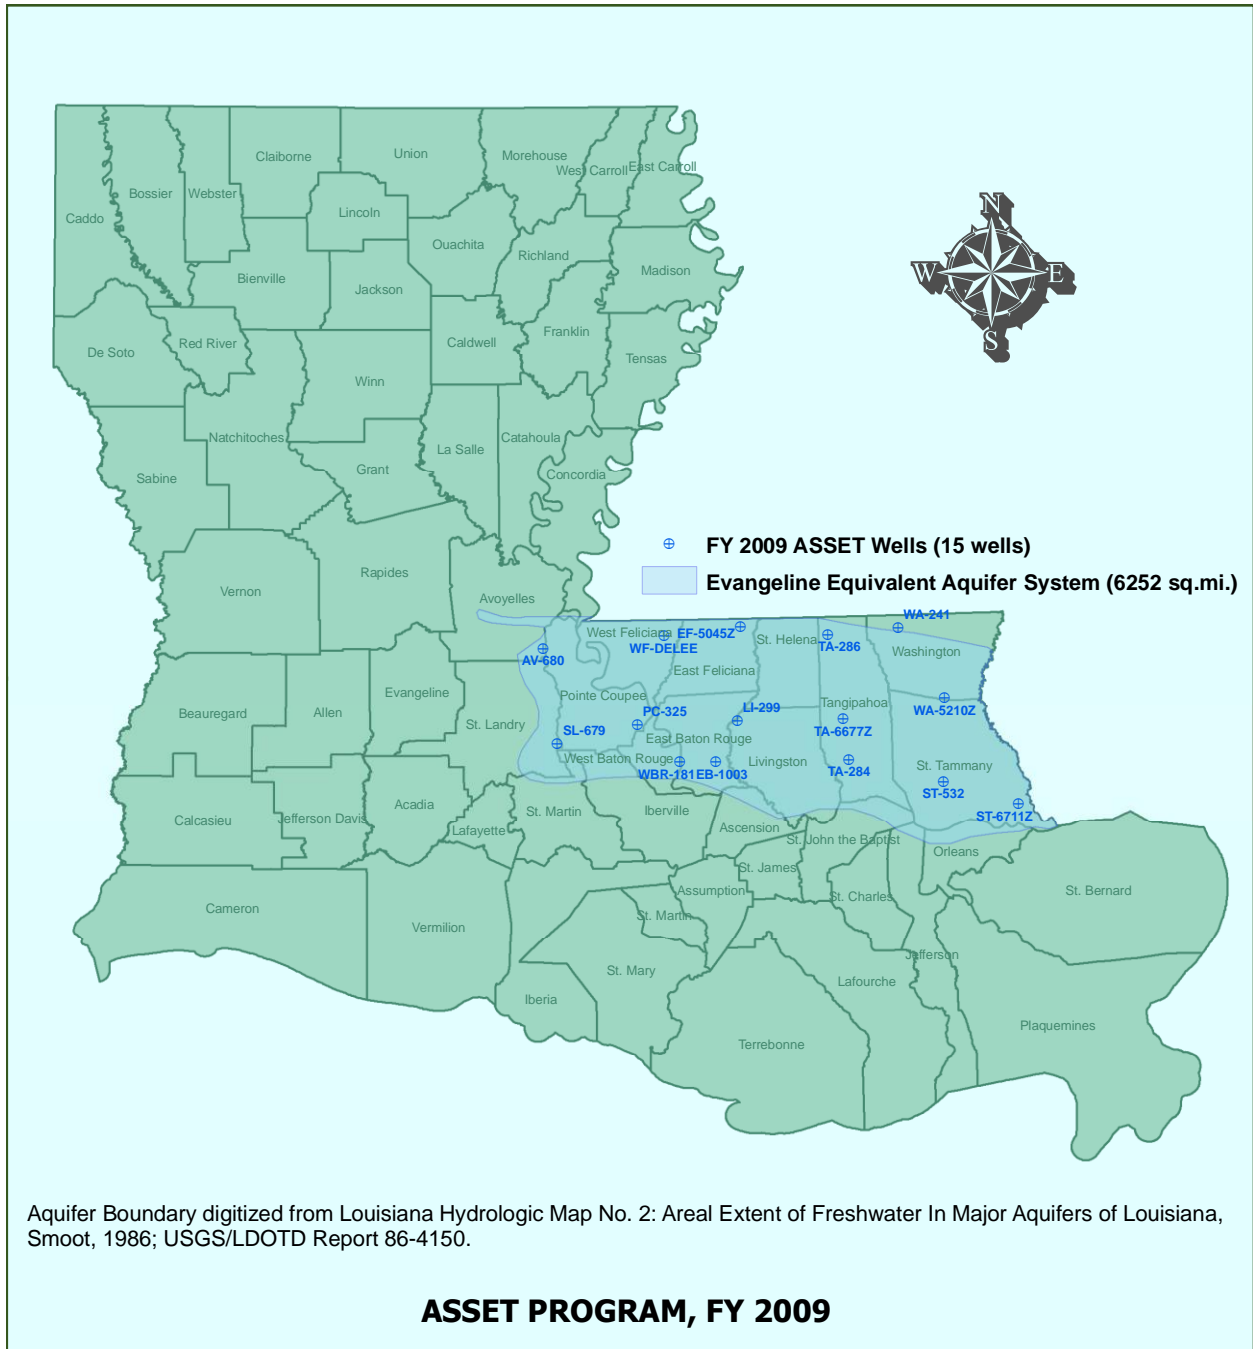 Claiborne
Union
Morehouse
West Carroll
East Carroll
Bossier
Webster
Caddo
Lincoln
Ouachita
Richland
Madison
Bienville
Jackson
De Soto
Red River
Caldwell
Franklin
Tensas
Winn
Natchitoches
La Salle
Catahoula
Sabine
Grant
Concordia
N
W
E
S
FY 2009 ASSET Wells (15 wells)
Evangeline Equivalent Aquifer System (6252 sq.mi.)
Vernon
Rapides
Avoyelles
WA-241
West Feliciana
EF-5045Z
St. Helena
WF-DELEE
TA-286
Washington
AV-680
East Feliciana
Evangeline
Pointe Coupee
Tangipahoa
Beauregard
Allen
St. Landry
PC-325
LI-299
WA-5210Z
SL-679
East Baton Rouge
TA-6677Z
West Baton Rouge
Livingston
St. Tammany
WBR-181
EB-1003
TA-284
ST-532
Acadia
ST-6711Z
Calcasieu
Jefferson Davis
Lafayette
St. Martin
Iberville
Ascension
St. John the Baptist
Orleans
St. James
Assumption
St. Charles
St. Bernard
Cameron
Vermilion
St. Martin
Jefferson
St. Mary
Lafourche
Iberia
Plaquemines
Terrebonne
Aquifer Boundary digitized from Louisiana Hydrologic Map No. 2: Areal Extent of Freshwater In Major Aquifers of Louisiana,
Smoot, 1986; USGS/LDOTD Report 86-4150.
ASSET PROGRAM, FY 2009